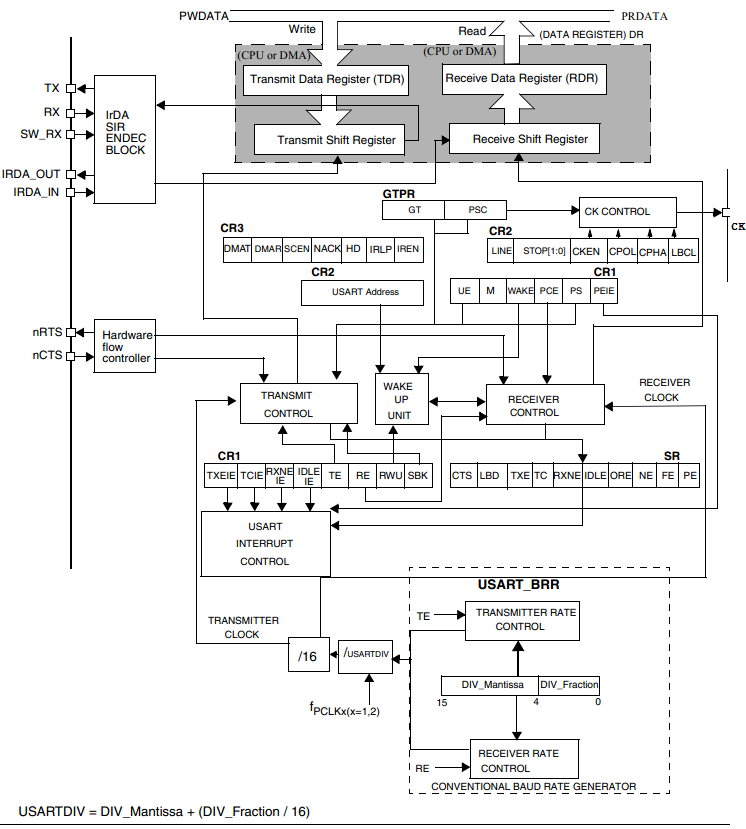 PWDATA
PRDATA
Write
Read
(DATA REGISTER) DR
(CPU or DMA)
(CPU or DMA)
Transmit Data Register (TDR)
Receive Data Register (RDR)
TX
RX
SW_RX
IRDA_OUT
IRDA_IN
IrDA
SIR
ENDEC
BLOCK
Transmit Shift Register
Receive Shift Register
GTPR
GT
PSC
CK CONTROL
CK
CR3
DMAT
DMAR
SCEN
NACK
HD
IRLP
IREN
CR2
LINE
STOP[1:0]
CKEN
CPOL
CPHA
LBCL
CR2
USART Address
CR1
UE
M
WAKE
PCE
PS
PEIE
nRTS
nCTS
Hardware
flow
controller
TRANSMIT
CONTROL
WAKE
UP
UNIT
RECEIVER
CONTROL
RECEIVER
CLOCK
CR1
TXEIE
TCIE
RXNE
IE
IDLE
IE
TE
RE
RWU
SBK
SR
CTS
LBD
TXE
TC
RXNE
IDLE
ORE
NE
FE
PE
USART
INTERRUPT
CONTROL
USART_BRR
TE
TRANSMITTER RATE
CONTROL
TRANSMITTER
CLOCK
/16
/USARTDIV
fPCLKx(x=1,2)
DIV_Mantissa
DIV_Fraction
15
4
0
RE
RECEIVER RATE
CONTROL
CONVENTIONAL BAUD RATE GENERATOR
USARTDIV = DIV_Mantissa + (DIV_Fraction / 16)